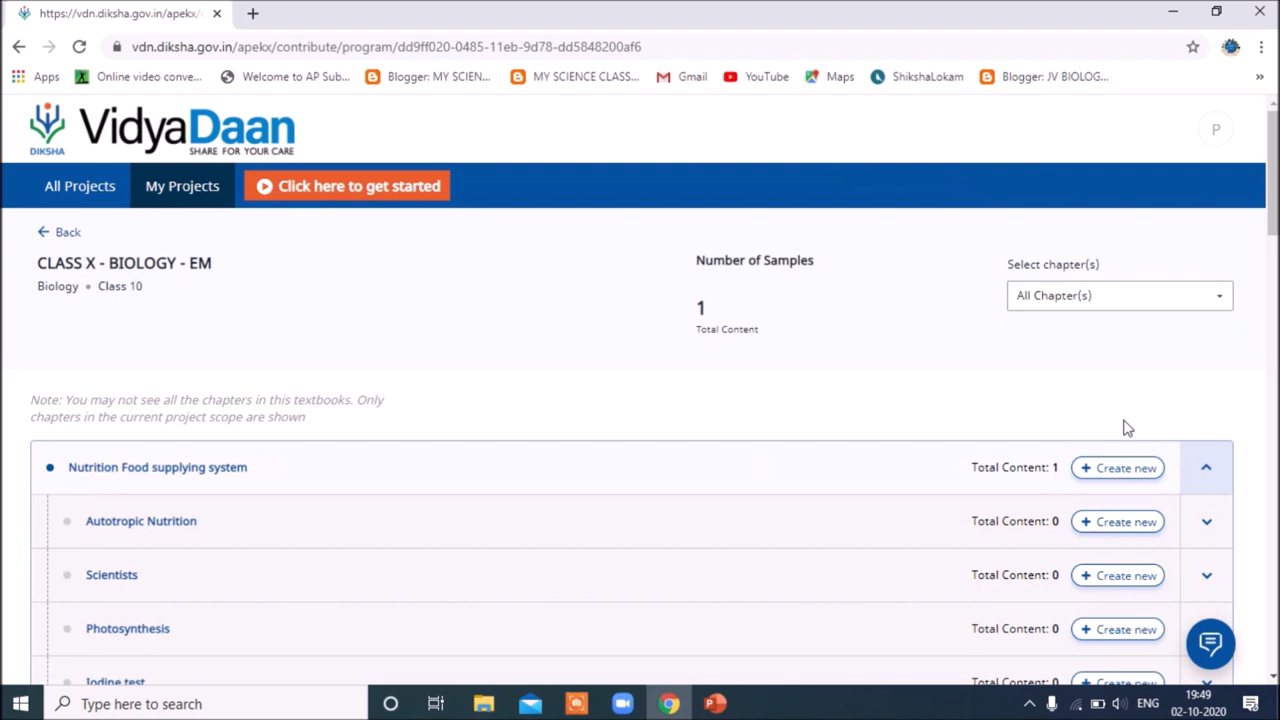 https://vdn.diksha.gov.in/apekx/c
vdn.diksha.gov.in/apekx/contribute/program/dd9ff020-0485-11eb-9d78-dd5848200af6
Apps Online video conve... Welcome to AP Sub... Blogger: MY SCIEN... MY SCIENCE CLASS... Gmail YouTube Maps ShikshaLokam Blogger: JV BIOLOG... »
VidyaDaan
DIKSHA SHARE FOR YOUR CARE
P
All Projects My Projects Click here to get started
Back
CLASS X - BIOLOGY - EM
Biology • Class 10
Number of Samples
1
Total Content
Select chapter(s)
All Chapter(s)
Note: You may not see all the chapters in this textbooks. Only
chapters in the current project scope are shown
Nutrition Food supplying system Total Content: 1 + Create new
Autotropic Nutrition Total Content: 0 + Create new
Scientists Total Content: 0 + Create new
Photosynthesis Total Content: 0 + Create new
Iodine test Total Content: 0 + Create new
Type here to search
ENG
19:49
02-10-2020